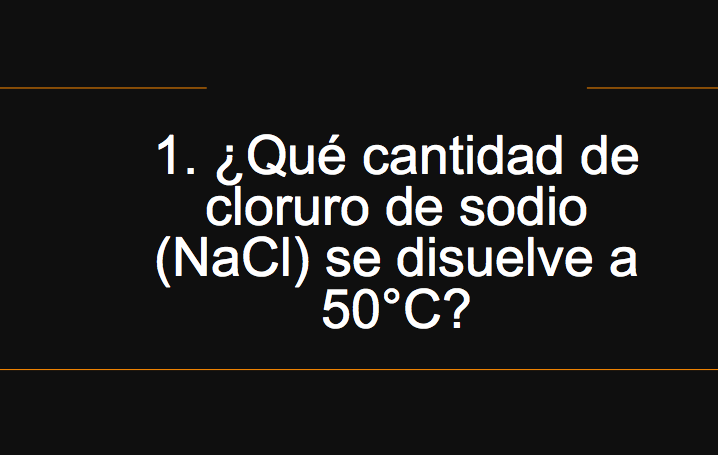 1. ¿Qué cantidad de
cloruro de sodio
(NaCl) se disuelve a
50°C?